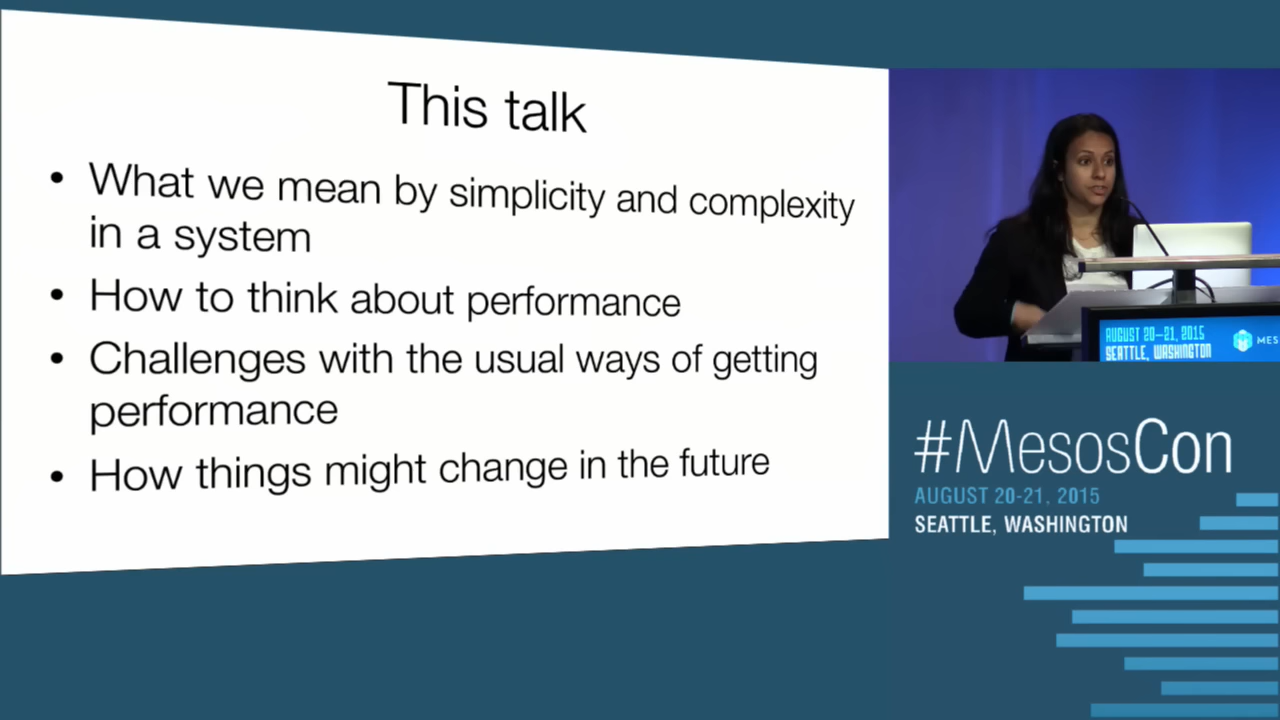 This talk
• What we mean by simplicity and complexity
in a system
• How to think about performance
• Challenges with the usual ways of getting
performance
• How things might change in the future
AUGUST 20-21, 2015
SEATTLE, WASHINGTON
MES
#MesosCon
AUGUST 20-21, 2015
SEATTLE, WASHINGTON